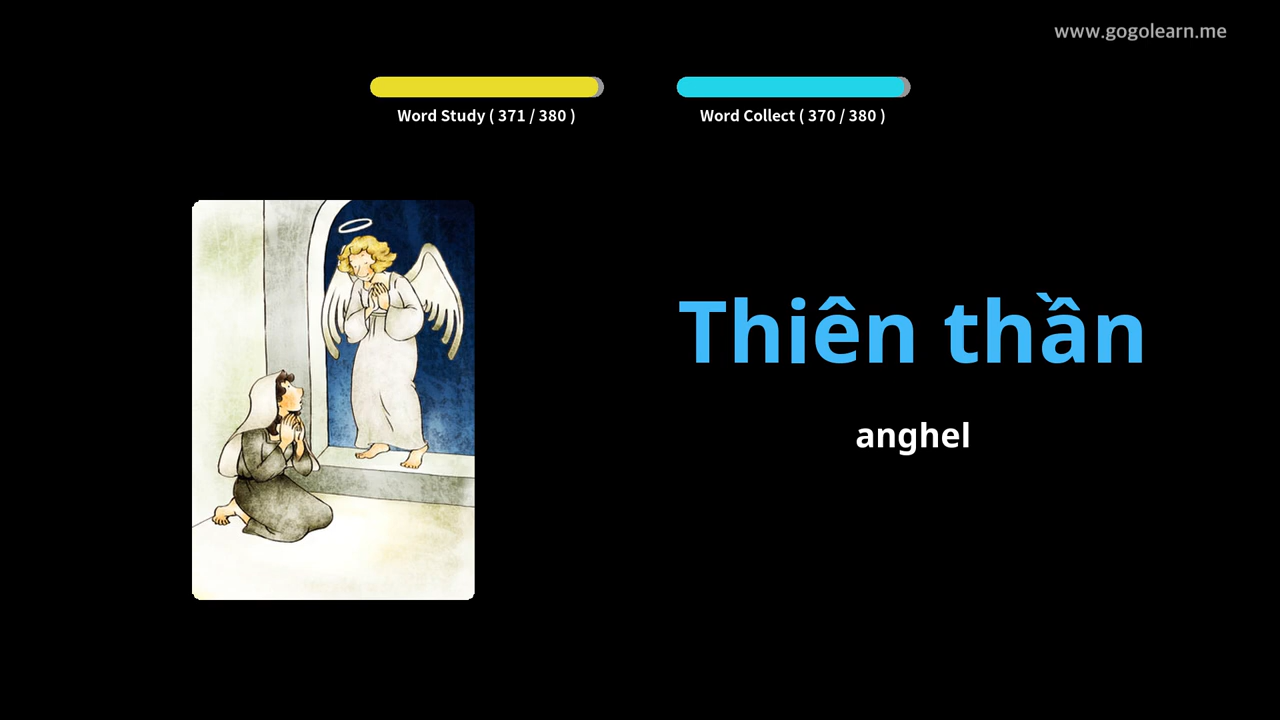 www.gogolearn.me
Word Study ( 371 / 380 )
Word Collect ( 370 / 380 )
Thiên thần
anghel